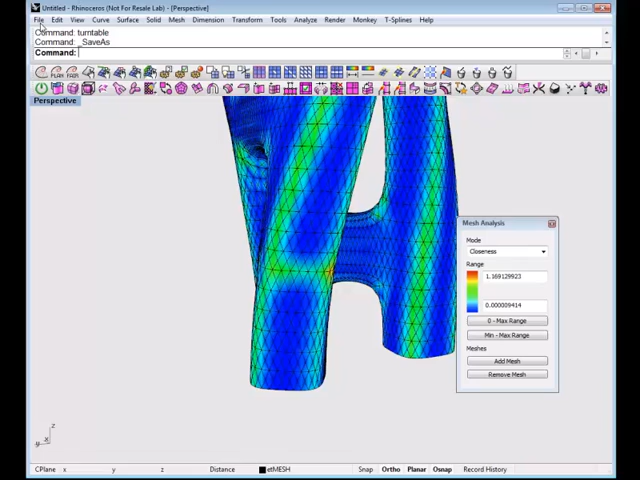 Untitled - Rhinoceros (Not For Resale Lab) - [Perspective]
File Edit View Curve Surface Solid Mesh Dimension Transform Tools Analyze Render Monkey T-Splines Help
Command: turntable
Command: _SaveAs
Command:
Perspective
Mesh Analysis
Mode
Closeness
Range
1.169129923
0.000009414
0 - Max Range
Min - Max Range
Meshes
Add Mesh
Remove Mesh
z
y x
CPlane x y z Distance etMESH Snap Ortho Planar Osnap Record History